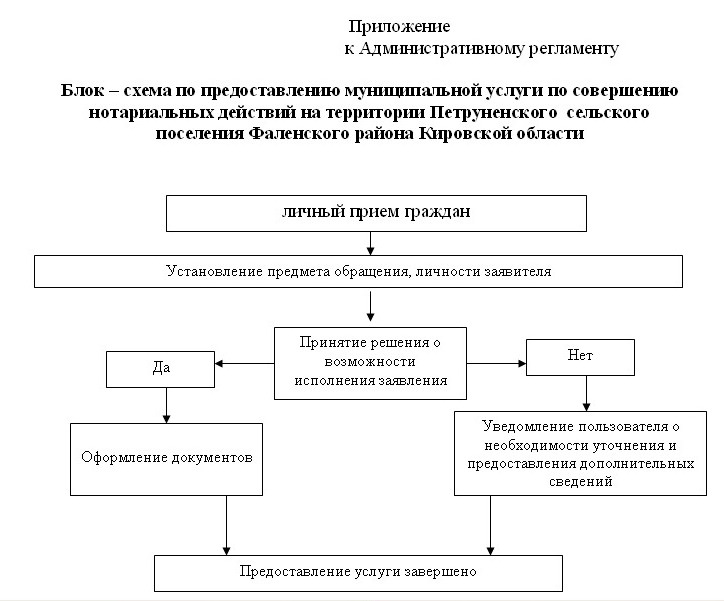 Приложение
к Административному регламенту
Блок – схема по предоставлению муниципальной услуги по совершению
нотариальных действий на территории Петруненского сельского
поселения Фаленского района Кировской области
личный прием граждан
Установление предмета обращения, личности заявителя
Принятие решения о
возможности
исполнения заявления
Да
Нет
Оформление документов
Уведомление пользователя о
необходимости уточнения и
предоставления дополнительных
сведений
Предоставление услуги завершено